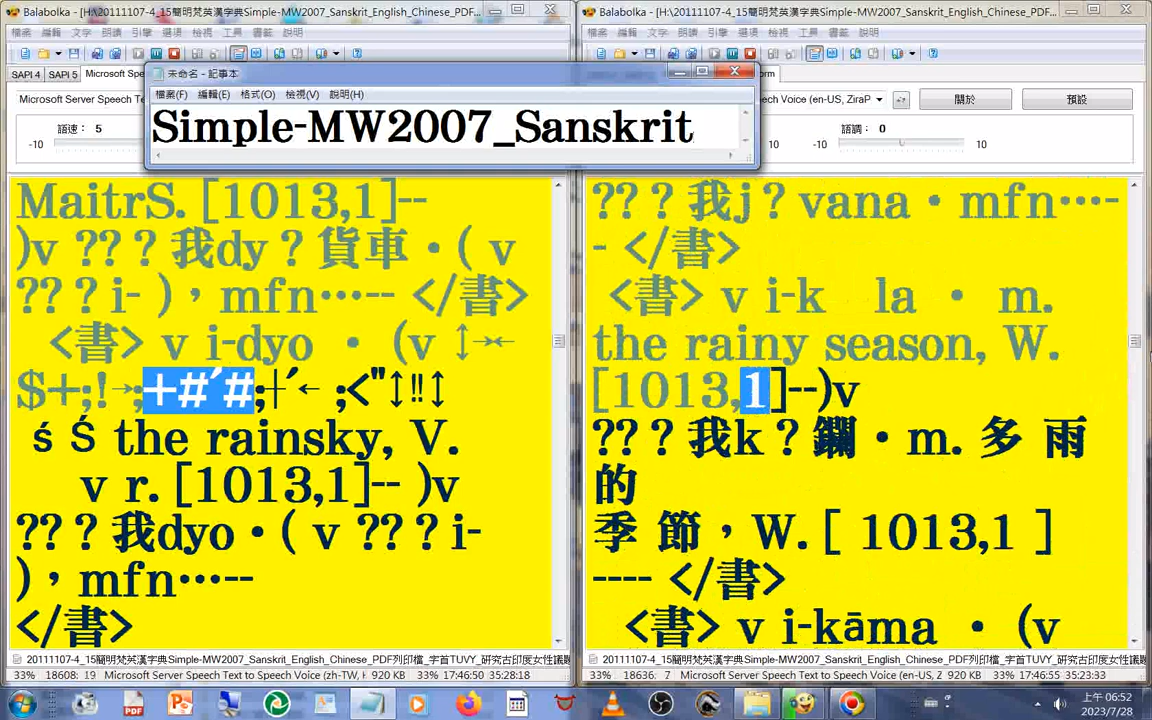 Balabolka - [H:\20111107-4_15簡明梵英漢字典Simple-MW2007_Sanskrit_English_Chinese_PDF...
檔案 編輯 文字 朗讀 引擎 選項 檢視 工具 書籤 說明
SAPI 4 SAPI 5 Microsoft Sp
Microsoft Server Speech Te
語速： 5
-10
MaitrS. [1013,1]--
)v ??？我dy？貨車・( v
??？i- )，mfn…-- </書>
<書> v i-dyo ・ (v ↕→←
$+;!→;+#´#;┼´← ;<"↕‼↕
ś Ś the rainsky, V.
v r. [1013,1]-- )v
??？我dyo・( v ??？i-
)，mfn…--
</書>
20111107-4_15簡明梵英漢字典Simple-MW2007_Sanskrit_English_Chinese_PDF列印檔_字首TUVY_研究古印度女性議題
33% 18608: 19 Microsoft Server Speech Text to Speech Voice (zh-TW, H 920 KB 17:46:50 35:28:18
未命名 - 記事本
檔案(F) 編輯(E) 格式(O) 檢視(V) 說明(H)
Simple-MW2007_Sanskrit
Balabolka - [H:\20111107-4_15簡明梵英漢字典Simple-MW2007_Sanskrit_English_Chinese_PDF...
檔案 編輯 文字 朗讀 引擎 選項 檢視 工具 書籤 說明
orm
ech Voice (en-US, ZiraP 關於 預設
語調： 0
10 -10 10
??？我j？vana・mfn…-
- </書>
<書> v i-k la ・ m.
the rainy season, W.
[1013,1]--)v
??？我k？鑭・m. 多 雨
的
季 節，W. [ 1013,1 ]
---- </書>
<書> v i-kāma ・ (v
20111107-4_15簡明梵英漢字典Simple-MW2007_Sanskrit_English_Chinese_PDF列印檔_字首TUVY_研究古印度女性議題
33% 18636: 7 Microsoft Server Speech Text to Speech Voice (en-US, Z 920 KB 17:46:55 35:23:93
上午 06:52
2023/7/28